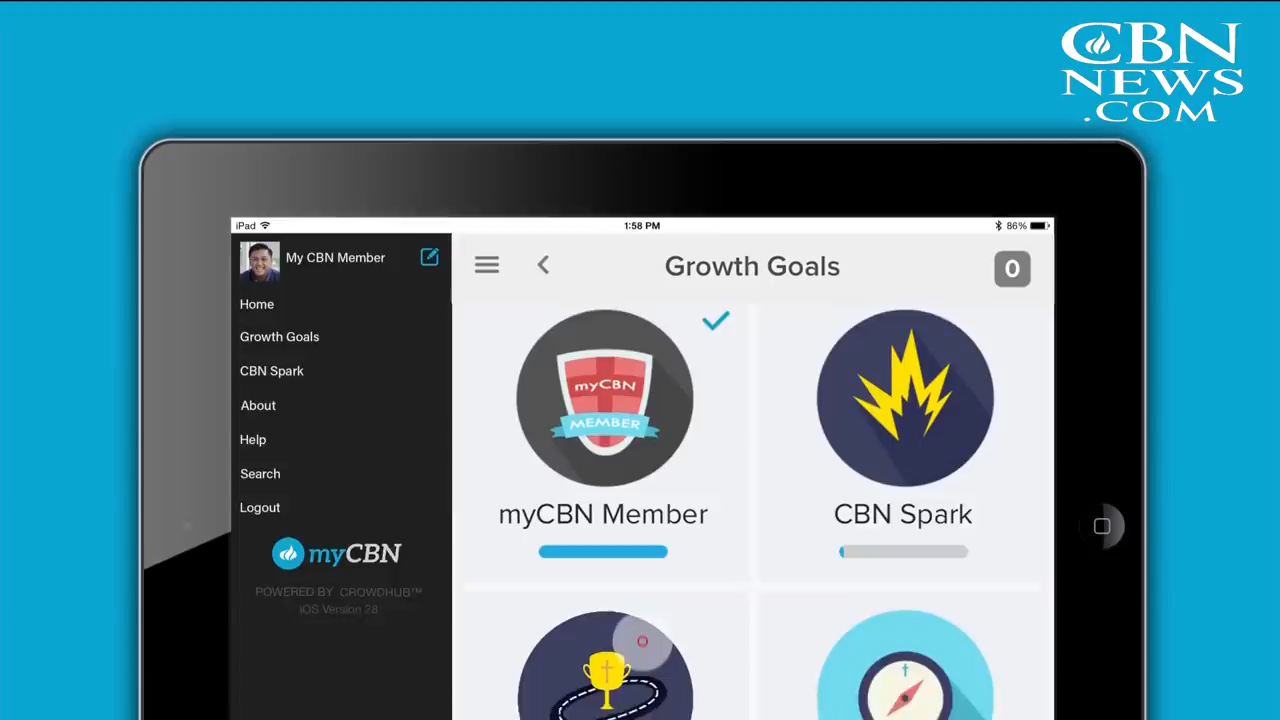 CBN
NEWS
.COM
iPad
1:58 PM
86%
My CBN Member
Home
Growth Goals
CBN Spark
About
Help
Search
Logout
myCBN
POWERED BY CROWDHUB™
iOS Version 28
Growth Goals
0
myCBN
MEMBER
myCBN Member
CBN Spark